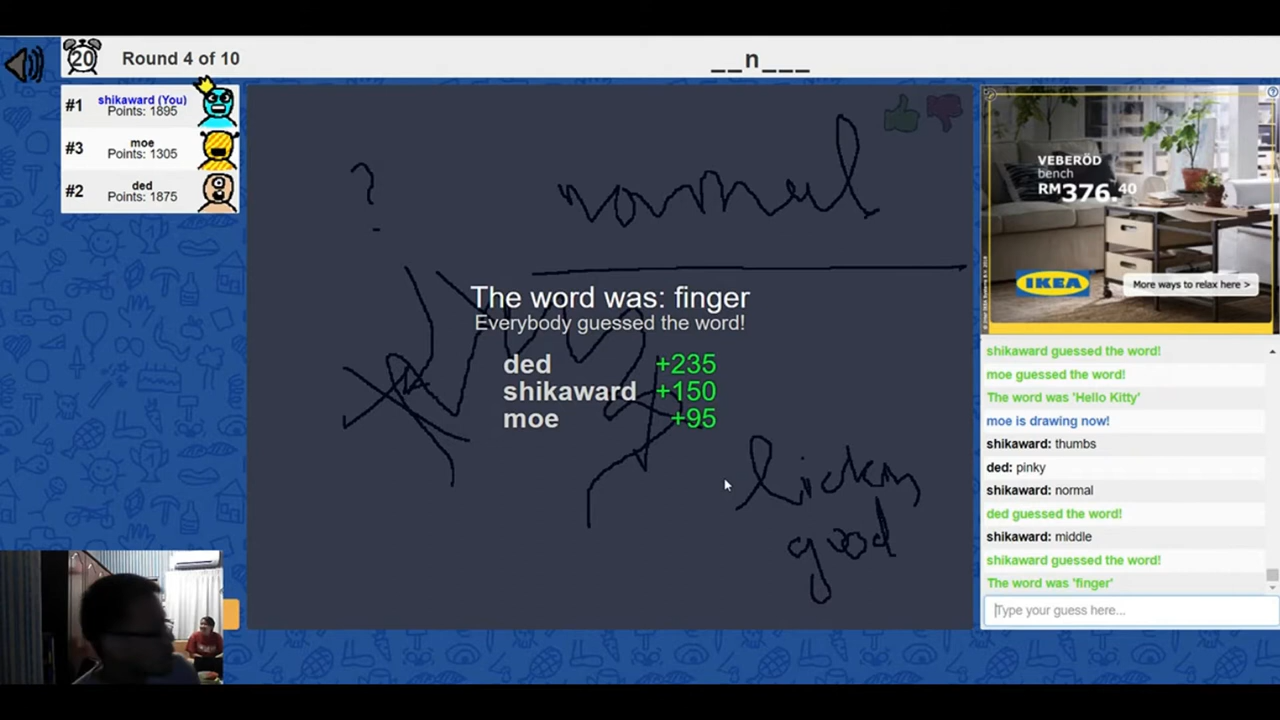 20
Round 4 of 10
__n___
#1
shikaward (You)
Points: 1895
#3
moe
Points: 1305
#2
ded
Points: 1875
?
normal
The word was: finger
Everybody guessed the word!
ded +235
shikaward +150
moe +95
lickin
good
VEBERÖD
bench
RM376.40
IKEA
More ways to relax here >
shikaward guessed the word!
moe guessed the word!
The word was 'Hello Kitty'
moe is drawing now!
shikaward: thumbs
ded: pinky
shikaward: normal
ded guessed the word!
shikaward: middle
shikaward guessed the word!
The word was 'finger'
Type your guess here...